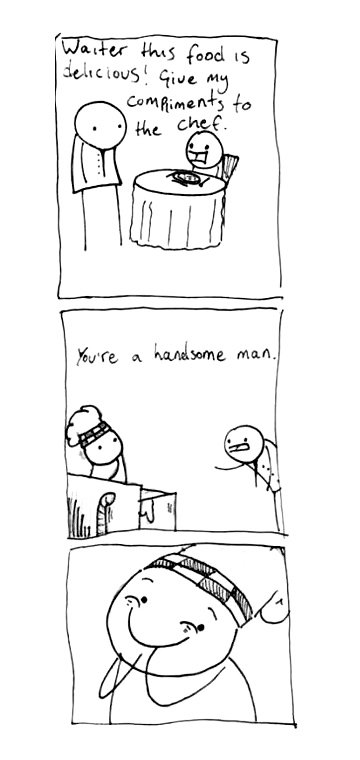 Waiter this food is
delicious! Give my
compliments to
the chef.
You're a handsome man.